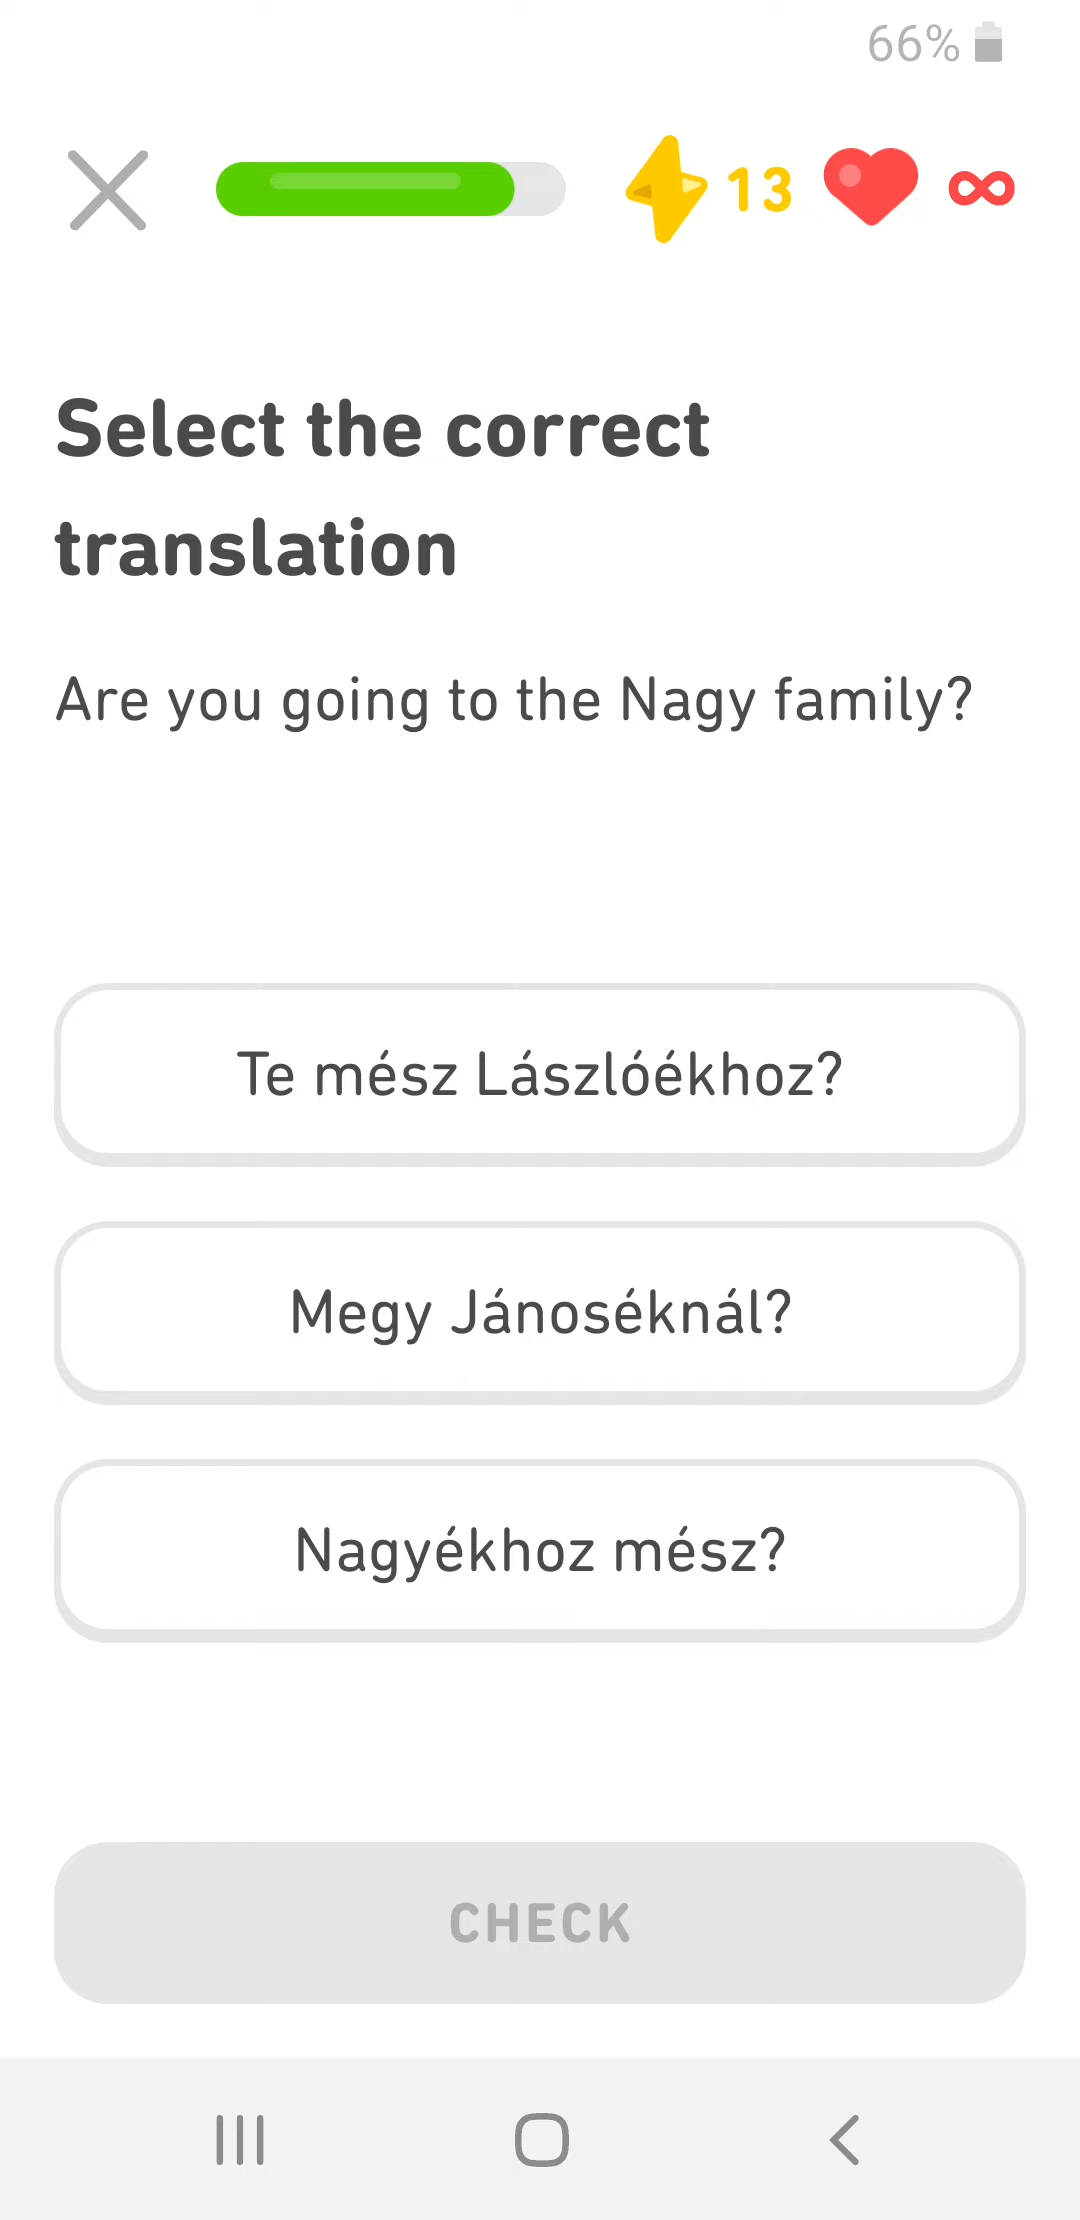 66%
13
Select the correct
translation
Are you going to the Nagy family?
Te mész Lászlóékhoz?
Megy Jánoséknál?
Nagyékhoz mész?
CHECK